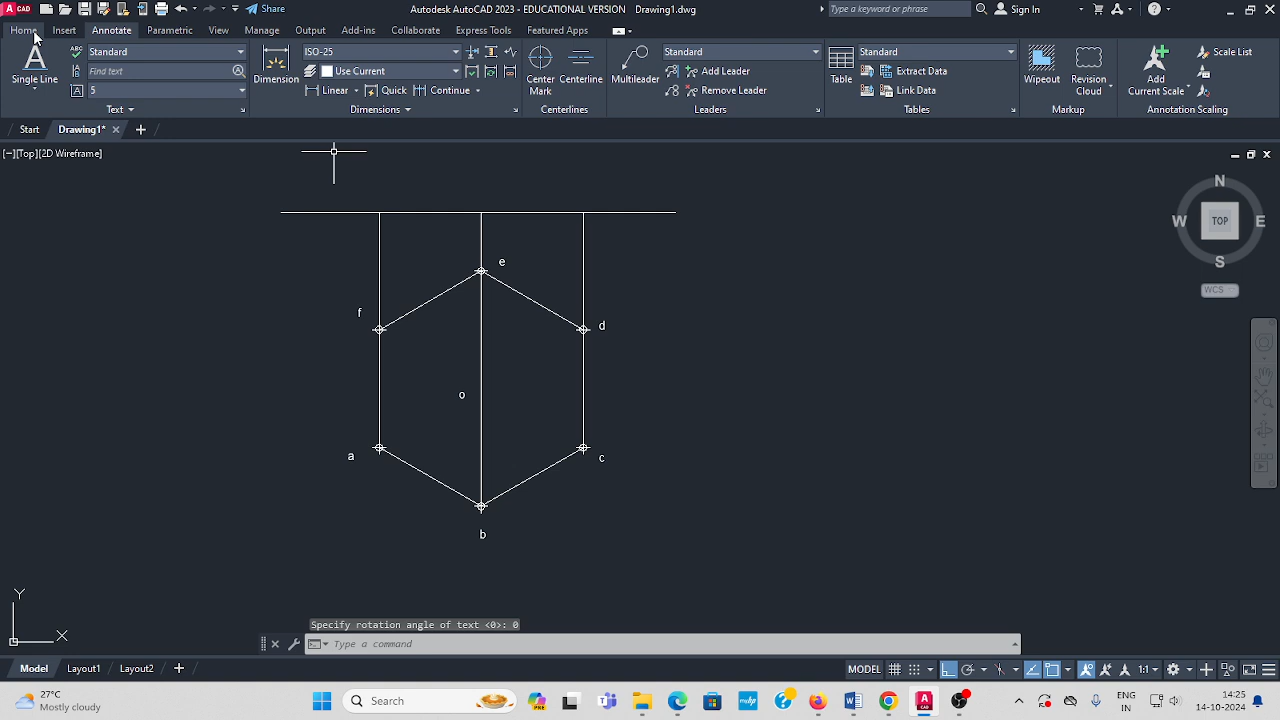 CAD
Share
Autodesk AutoCAD 2023 - EDUCATIONAL VERSION Drawing1.dwg
Type a keyword or phrase
Sign In
Home Insert Annotate Parametric View Manage Output Add-ins Collaborate Express Tools Featured Apps
Single Line
Standard
Find text
5
Text
Dimension
ISO-25
Use Current
Linear Quick Continue
Dimensions
Center Mark
Centerline
Centerlines
Multileader
Standard
Add Leader
Remove Leader
Leaders
Table
Standard
Extract Data
Link Data
Tables
Wipeout
Revision Cloud
Markup
Add Current Scale
Scale List
Annotation Scaling
Start Drawing1*
[−][Top][2D Wireframe]
N
W TOP E
S
WCS
e
f
d
o
a
c
b
Y
X
Specify rotation angle of text <0>: 0
Type a command
Model Layout1 Layout2
MODEL
1:1
27°C
Mostly cloudy
Search
ENG
IN
14:25
14-10-2024